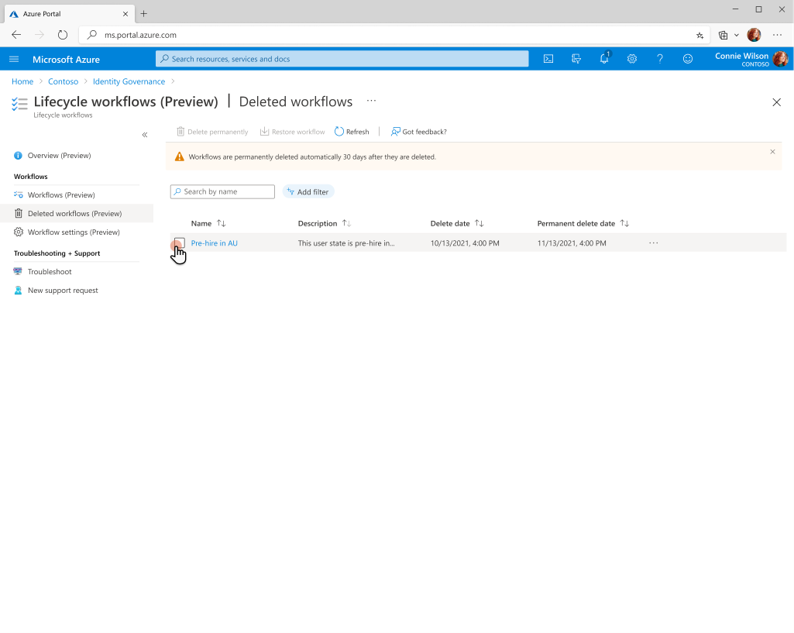 Azure Portal
ms.portal.azure.com
Microsoft Azure
Search resources, services and docs
1
Connie Wilson
CONTOSO
Home > Contoso > Identity Governance >
Lifecycle workflows (Preview) | Deleted workflows ...
Lifecycle workflows
Delete permanently
Restore workflow
Refresh
Got feedback?
Workflows are permanently deleted automatically 30 days after they are deleted.
Overview (Preview)
Workflows
Workflows (Preview)
Deleted workflows (Preview)
Workflow settings (Preview)
Troubleshooting + Support
Troubleshoot
New support request
Search by name
Add filter
Name Description Delete date Permanent delete date
Pre-hire in AU This user state is pre-hire in... 10/13/2021, 4:00 PM 11/13/2021, 4:00 PM ...